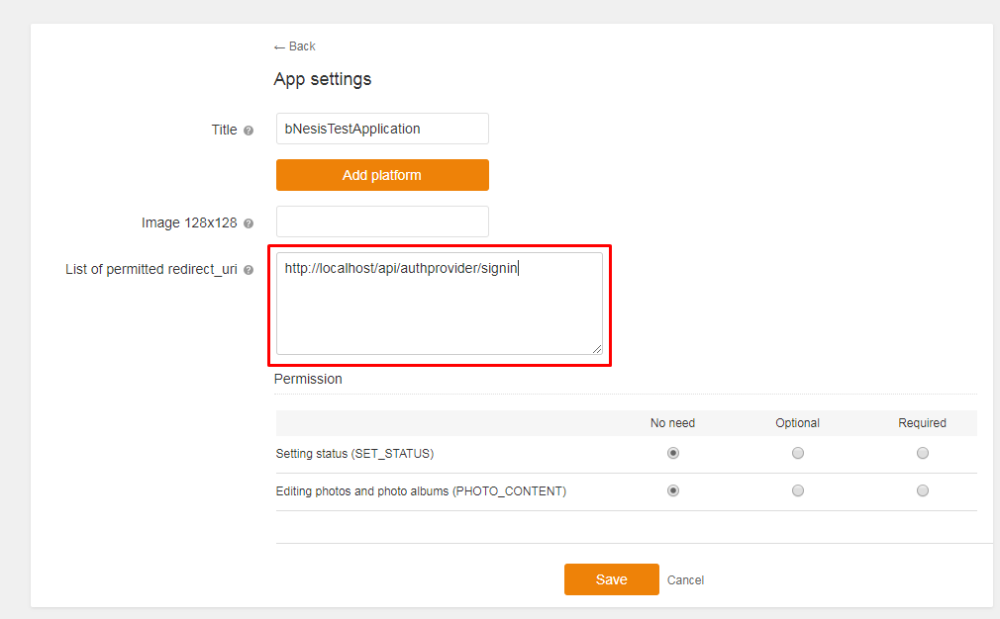 ← Back
App settings
Title
bNesisTestApplication
Add platform
Image 128x128
List of permitted redirect_uri
http://localhost/api/authprovider/signin
Permission
No need Optional Required
Setting status (SET_STATUS)
Editing photos and photo albums (PHOTO_CONTENT)
Save Cancel